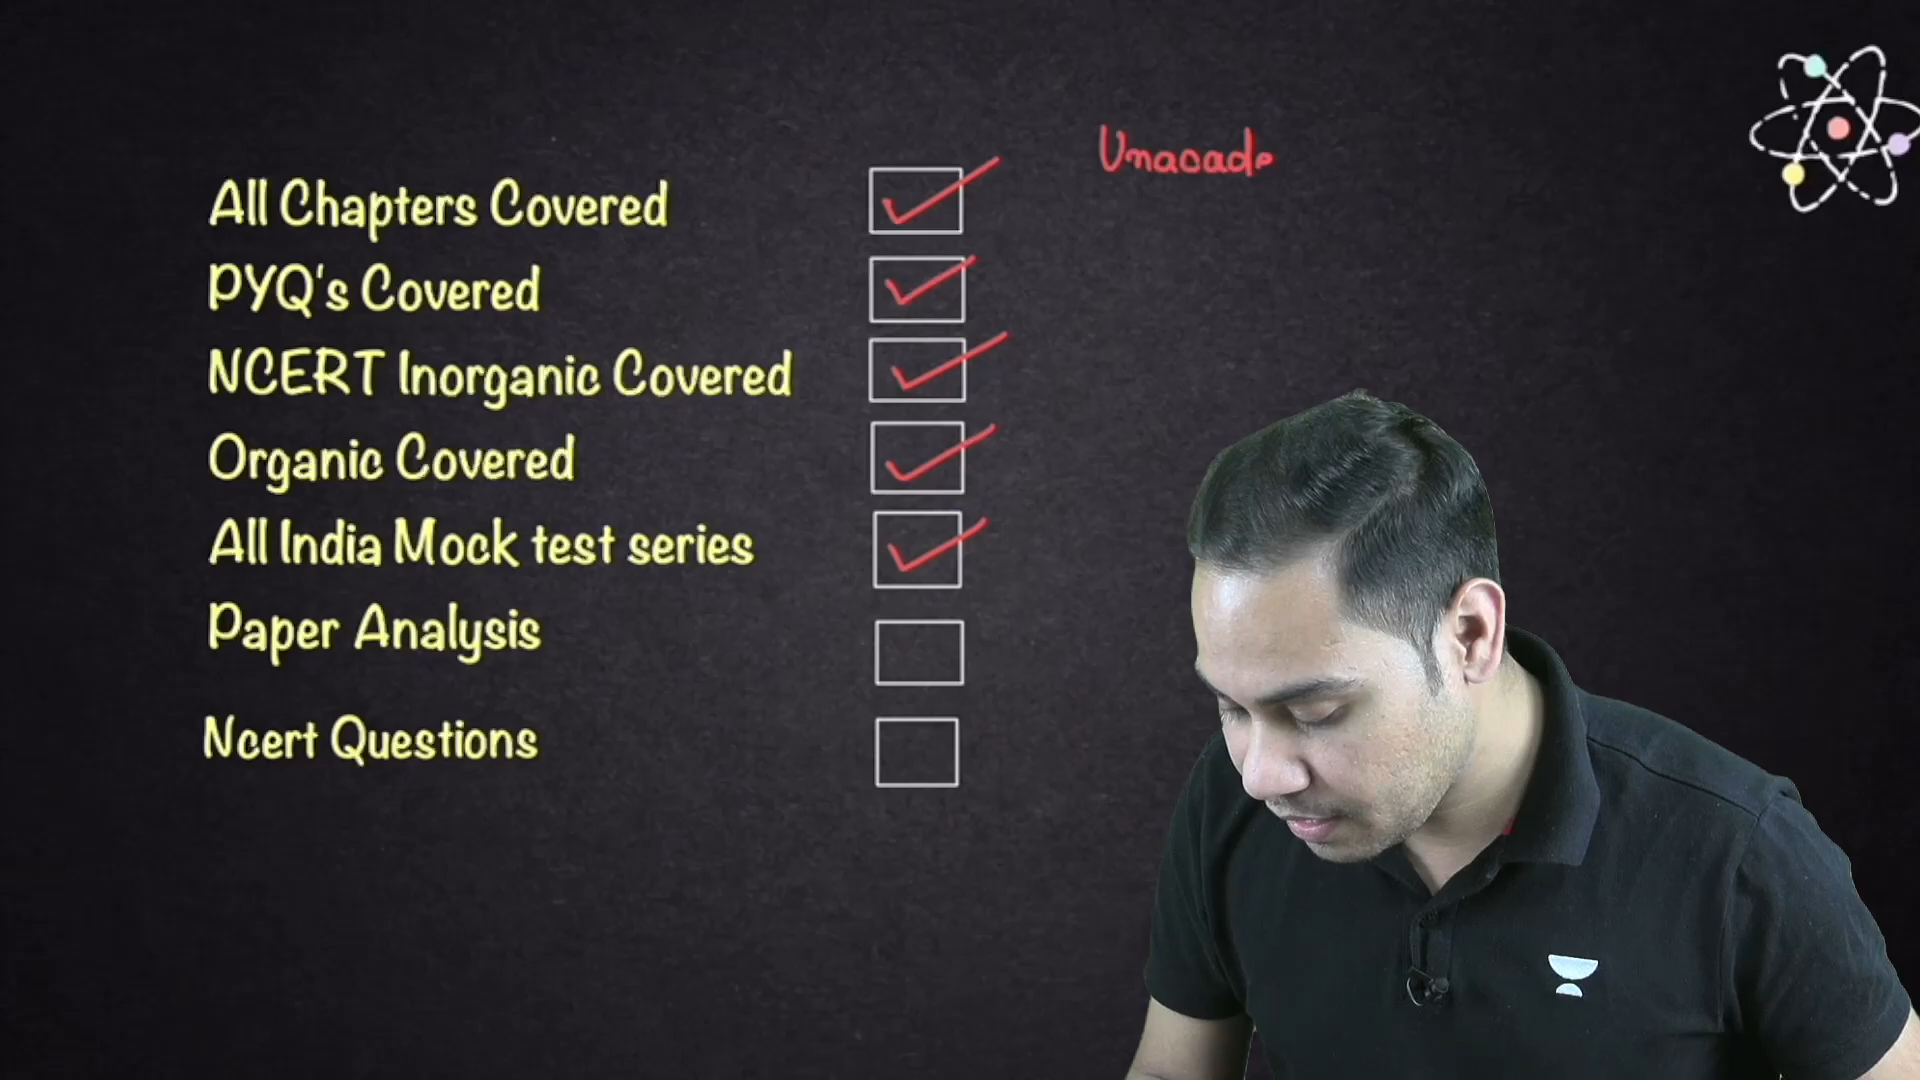 Unacade
All Chapters Covered
PYQ's Covered
NCERT Inorganic Covered
Organic Covered
All India Mock test series
Paper Analysis
Ncert Questions